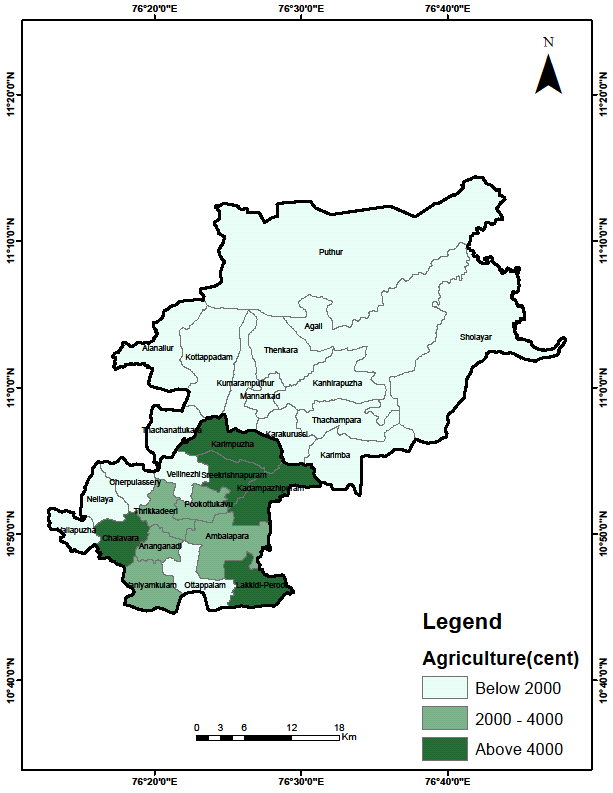 76°20'0"E 76°30'0"E 76°40'0"E
N
11°20'0"N 11°20'0"N
11°10'0"N 11°10'0"N
Puthur
Agali
Sholayar
Alanallur
Kottappadam
Thenkara
11°0'0"N 11°0'0"N
Kumaramputhur
Kanhirapuzha
Mannarkad
Thachampara
Thachanattukara
Karakurussi
Karimpuzha
Karimba
Vellinezhi
Sreekrishnapuram
Cherpulassery
Kadampazhipuram
Nellaya
Pookottukavu
Thrikkadeeri
Vallapuzha
10°50'0"N 10°50'0"N
Chalavara
Ambalapara
Ananganadi
Vaniyamkulam
Ottappalam
Lakkidi-Perod
Legend
Agriculture(cent)
Below 2000
2000 - 4000
Above 4000
10°40'0"N 10°40'0"N
0 3 6 12 18
Km
76°20'0"E 76°30'0"E 76°40'0"E